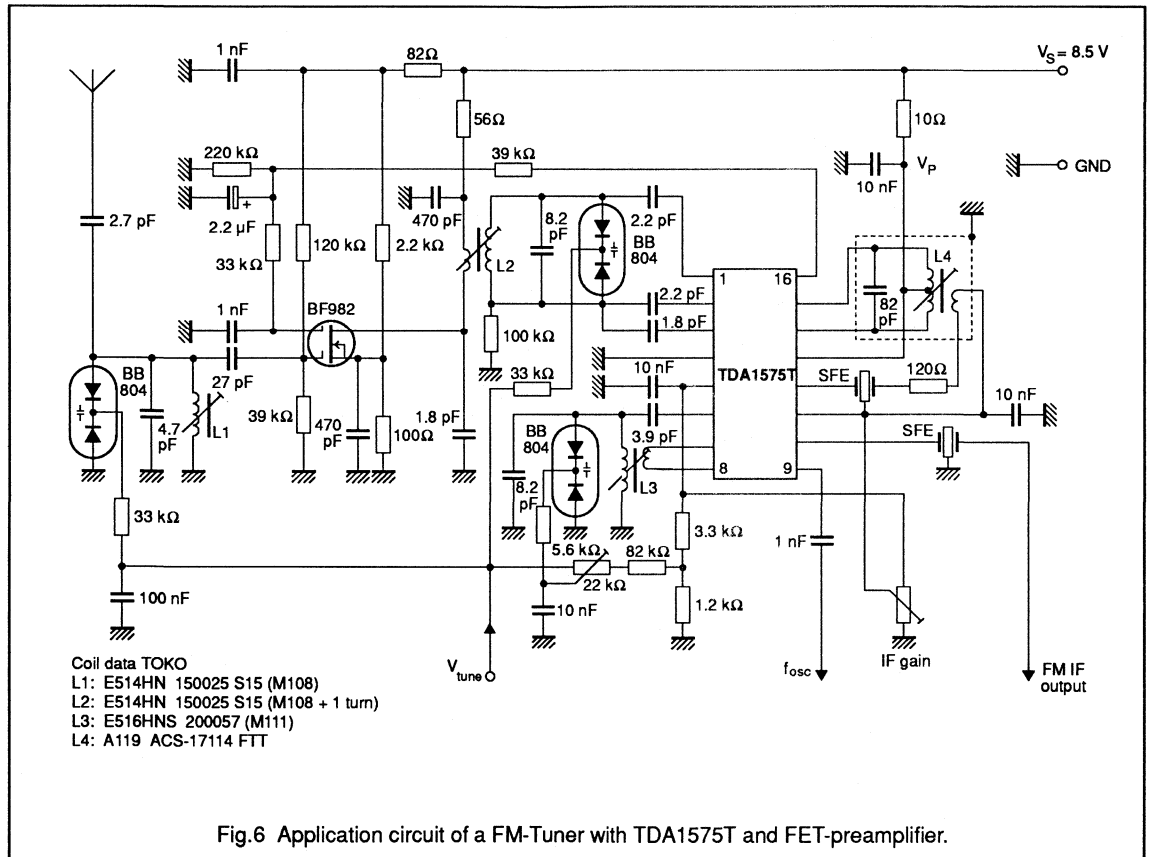 1 nF
82Ω
V_S = 8.5 V
56Ω
10Ω
220 kΩ
39 kΩ
V_P
10 nF
GND
2.7 pF
+
2.2 µF
120 kΩ
2.2 kΩ
470 pF
8.2 pF
2.2 pF
BB 804
L2
L4
33 kΩ
1
16
82 pF
1 nF
BF982
2.2 pF
1.8 pF
100 kΩ
BB 804
27 pF
33 kΩ
10 nF
TDA1575T
SFE
120Ω
10 nF
4.7 pF
L1
39 kΩ
470 pF
100Ω
1.8 pF
BB 804
3.9 pF
SFE
8.2 pF
L3
8
9
33 kΩ
5.6 kΩ
82 kΩ
3.3 kΩ
1 nF
22 kΩ
100 nF
10 nF
1.2 kΩ
IF gain
V_tune
f_osc
FM IF output
Coil data TOKO
L1: E514HN 150025 S15 (M108)
L2: E514HN 150025 S15 (M108 + 1 turn)
L3: E516HNS 200057 (M111)
L4: A119 ACS-17114 FTT
Fig.6 Application circuit of a FM-Tuner with TDA1575T and FET-preamplifier.